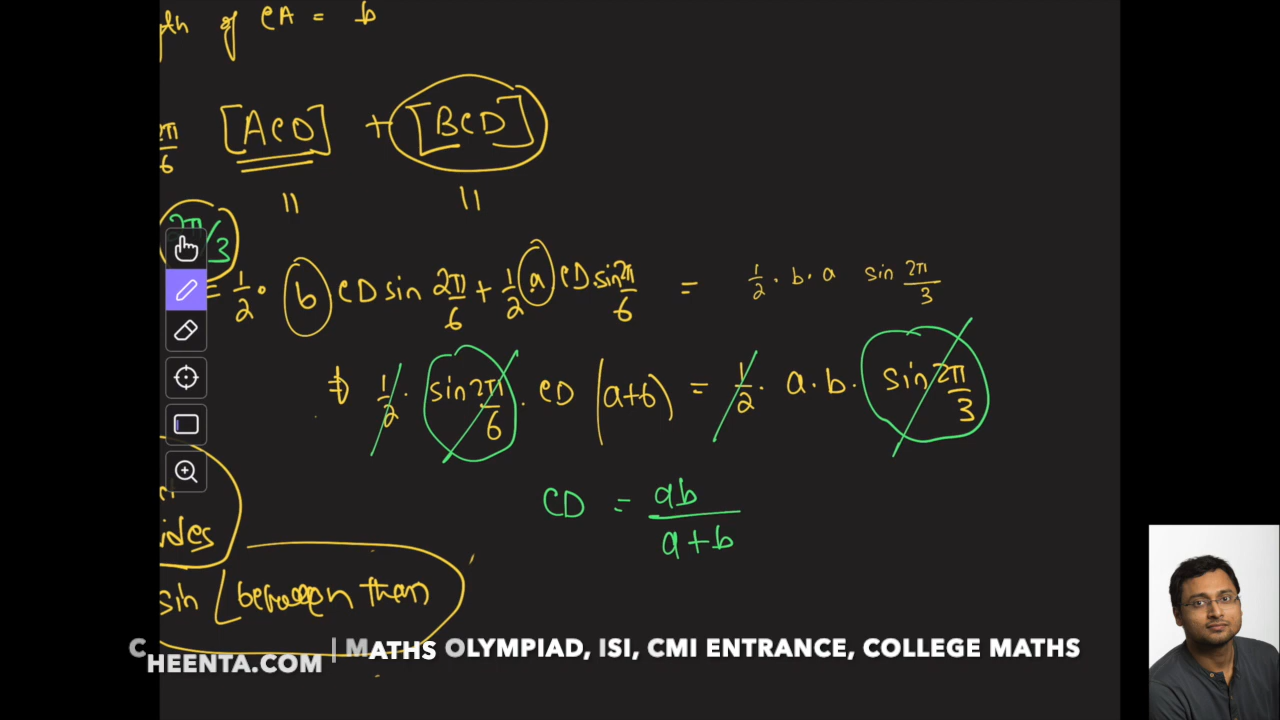 gth of CA = b
2π/6 [ACD] + [BCD]
|| ||
2π/3
= 1/2 · b CD sin 2π/6 + 1/2 a CD sin 2π/6 = 1/2 · b · a sin 2π/3
1/2 · sin 2π/6 · CD (a+b) = 1/2 · a · b · sin 2π/3
CD = ab/a+b
ides
sin ∠ between them
CHEENTA.COM | MATHS OLYMPIAD, ISI, CMI ENTRANCE, COLLEGE MATHS